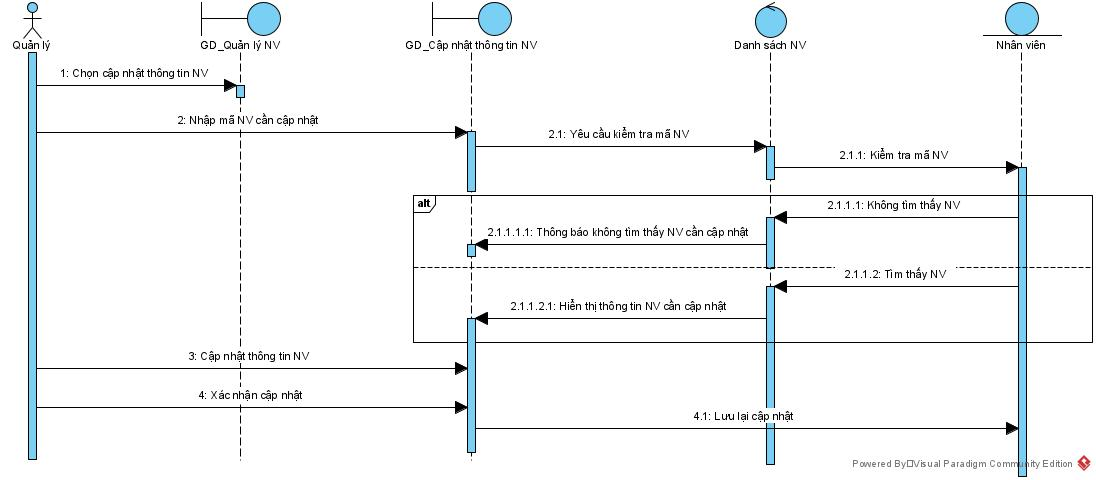 Quản lý
GD_Quản lý NV
GD_Cập nhật thông tin NV
Danh sách NV
Nhân viên
1: Chọn cập nhật thông tin NV
2: Nhập mã NV cần cập nhật
2.1: Yêu cầu kiểm tra mã NV
2.1.1: Kiểm tra mã NV
alt
2.1.1.1: Không tìm thấy NV
2.1.1.1.1: Thông báo không tìm thấy NV cần cập nhật
2.1.1.2: Tìm thấy NV
2.1.1.2.1: Hiển thị thông tin NV cần cập nhật
3: Cập nhật thông tin NV
4: Xác nhận cập nhật
4.1: Lưu lại cập nhật
Powered By□Visual Paradigm Community Edition